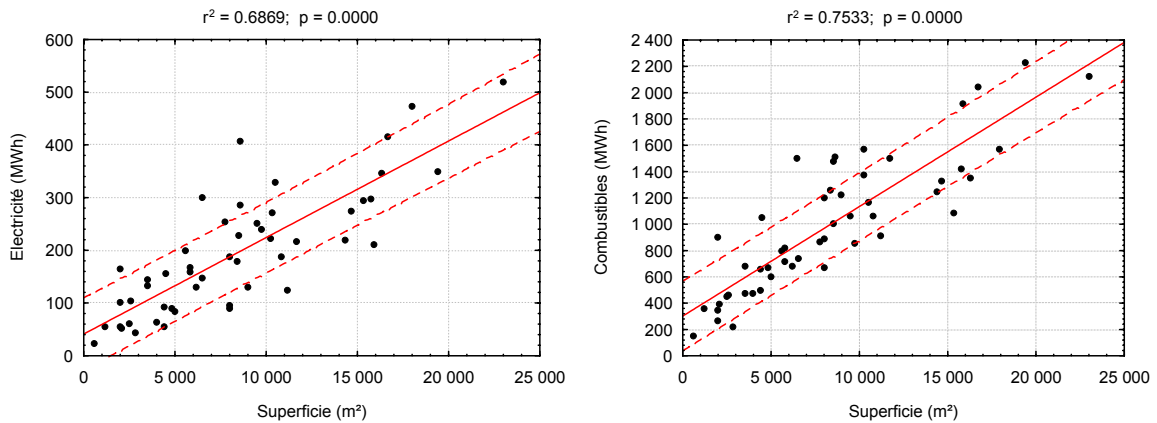 r² = 0.6869;  p = 0.0000
600
500
400
300
200
100
0
Electricité (MWh)
0 5 000 10 000 15 000 20 000 25 000
Superficie (m²)
r² = 0.7533;  p = 0.0000
2 400
2 200
2 000
1 800
1 600
1 400
1 200
1 000
800
600
400
200
0
Combustibles (MWh)
0 5 000 10 000 15 000 20 000 25 000
Superficie (m²)